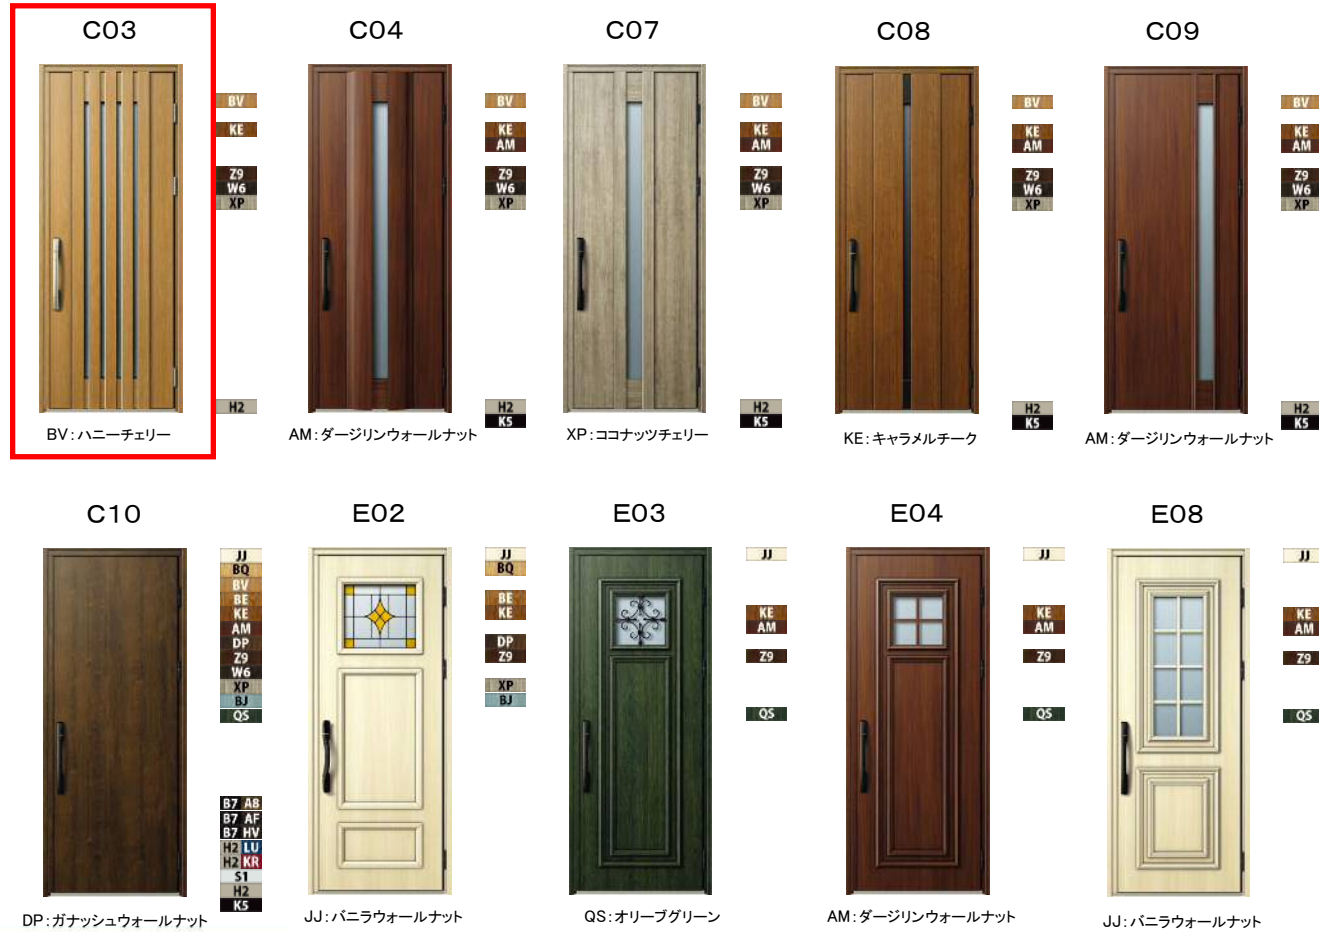 C03
C04
C07
C08
C09
BV
KE
Z9
W6
XP
H2
BV
KE
AM
Z9
W6
XP
H2
K5
BV
KE
AM
Z9
W6
XP
H2
K5
BV
KE
AM
Z9
W6
XP
H2
K5
BV
KE
AM
Z9
W6
XP
H2
K5
BV：ハニーチェリー
AM：ダージリンウォールナット
XP：ココナッツチェリー
KE：キャラメルチーク
AM：ダージリンウォールナット
C10
E02
E03
E04
E08
JJ
BQ
BV
BE
KE
AM
DP
Z9
W6
XP
BJ
QS
B7 A8
B7 AF
B7 HV
H2 LU
H2 KR
S1
H2
K5
JJ
BQ
BE
KE
DP
Z9
XP
BJ
JJ
KE
AM
Z9
QS
JJ
KE
AM
Z9
QS
JJ
KE
AM
Z9
QS
DP：ガナッシュウォールナット
JJ：バニラウォールナット
QS：オリーブグリーン
AM：ダージリンウォールナット
JJ：バニラウォールナット